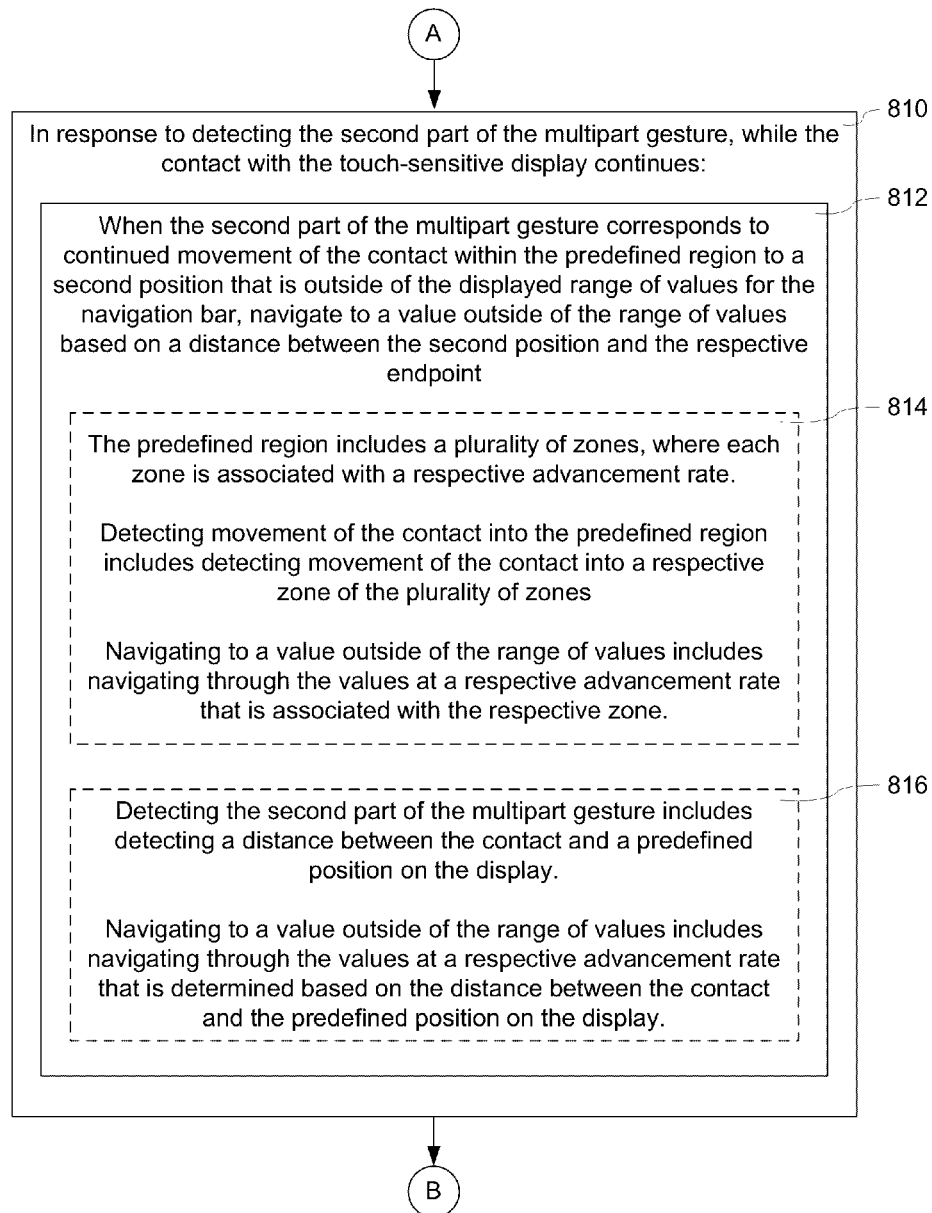 A
810
In response to detecting the second part of the multipart gesture, while the
contact with the touch-sensitive display continues:
812
When the second part of the multipart gesture corresponds to
continued movement of the contact within the predefined region to a
second position that is outside of the displayed range of values for the
navigation bar, navigate to a value outside of the range of values
based on a distance between the second position and the respective
endpoint
814
The predefined region includes a plurality of zones, where each
zone is associated with a respective advancement rate.
Detecting movement of the contact into the predefined region
includes detecting movement of the contact into a respective
zone of the plurality of zones
Navigating to a value outside of the range of values includes
navigating through the values at a respective advancement rate
that is associated with the respective zone.
816
Detecting the second part of the multipart gesture includes
detecting a distance between the contact and a predefined
position on the display.
Navigating to a value outside of the range of values includes
navigating through the values at a respective advancement rate
that is determined based on the distance between the contact
and the predefined position on the display.
B